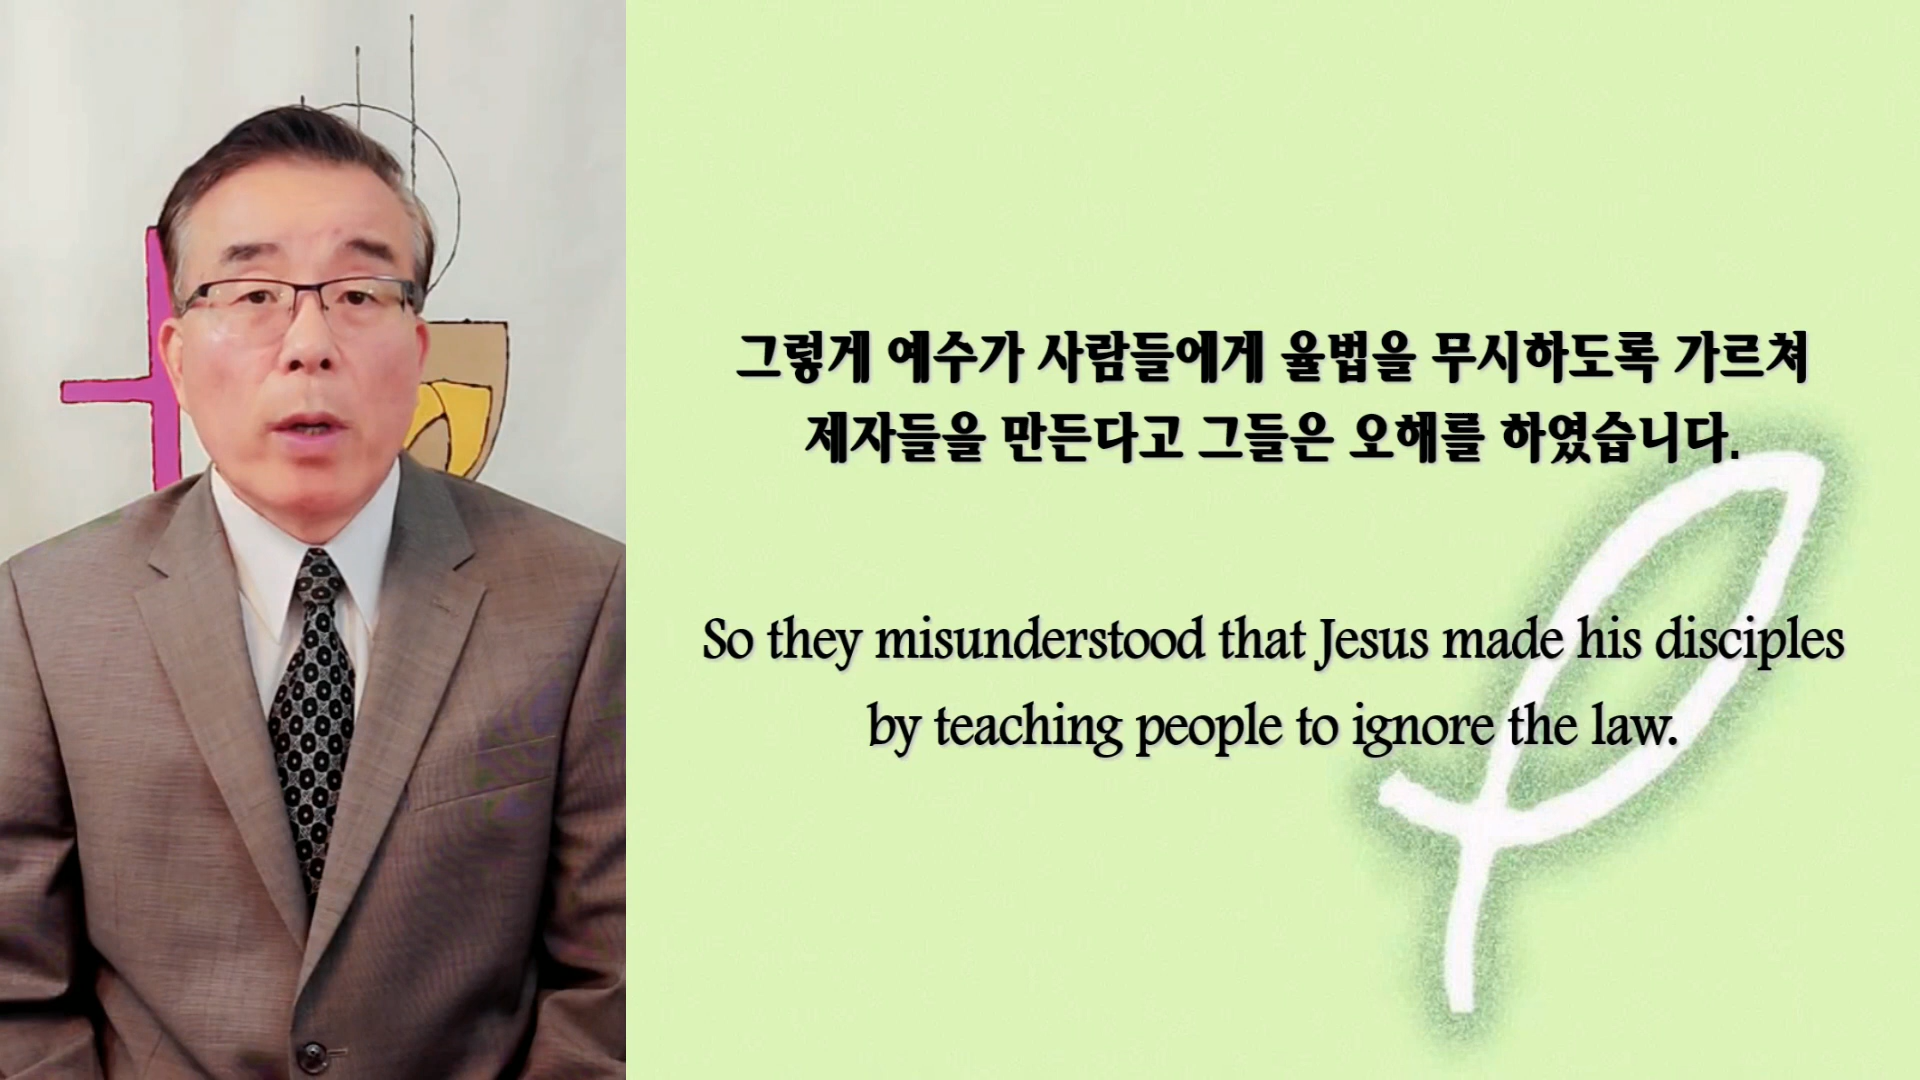 그렇게 예수가 사람들에게 율법을 무시하도록 가르쳐
제자들을 만든다고 그들은 오해를 하였습니다.
So they misunderstood that Jesus made his disciples
by teaching people to ignore the law.